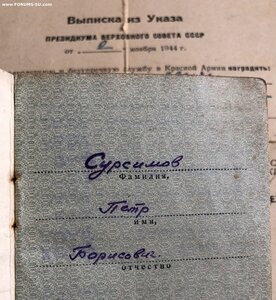 www.FORUMS-SU.com
Выписка из Указа
ПРЕЗИДИУМА ВЕРХОВНОГО СОВЕТА СССР
от ноября 1944 г.
службу в Красной Армии наградить:
Сурсимов
Фамилия,
Петр
имя,
Борисович
отчество